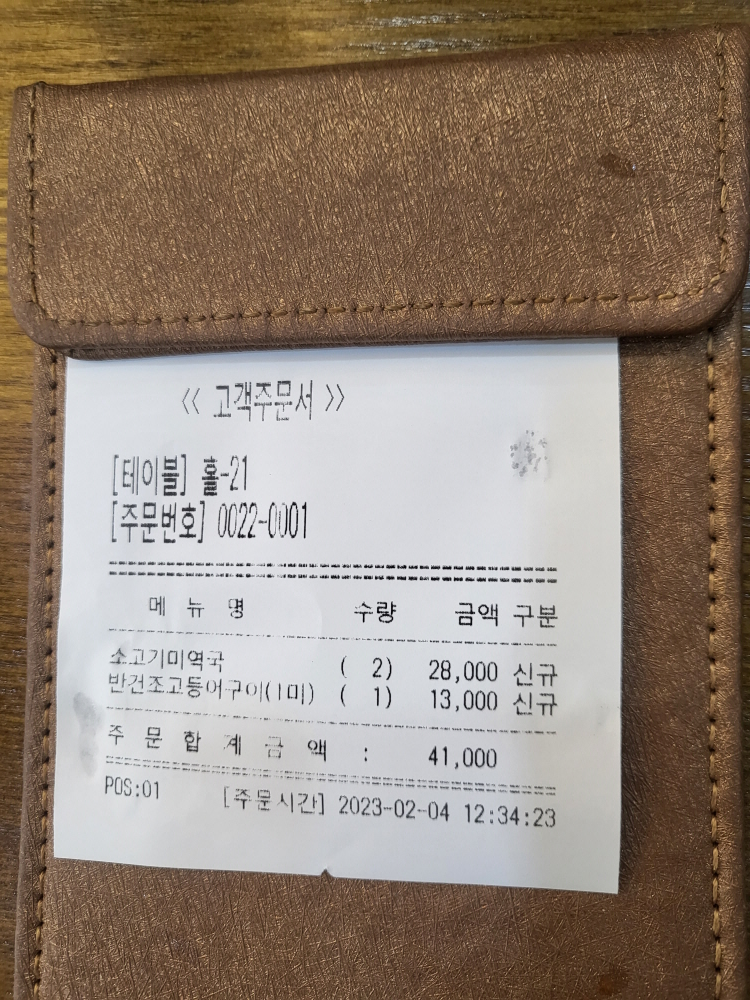 << 고객주문서 >>
[테이블] 홀-21
[주문번호] 0022-0001
메 뉴 명 수량 금액 구분
소고기미역국 ( 2) 28,000 신규
반건조고등어구이(1미) ( 1) 13,000 신규
주 문 합 계 금 액 : 41,000
POS:01 [주문시간] 2023-02-04 12:34:23